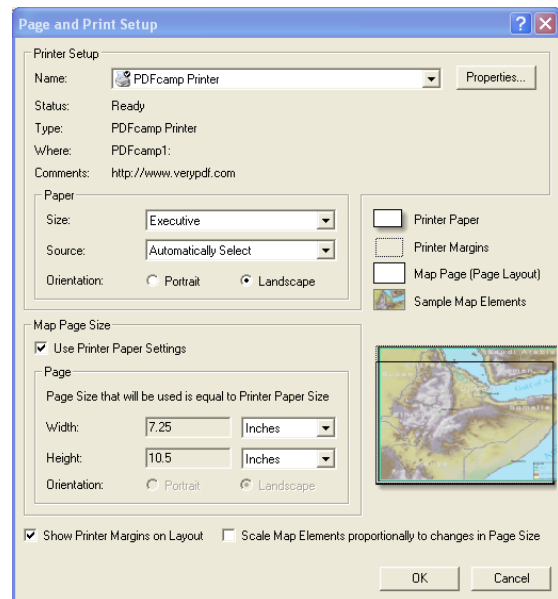 Page and Print Setup
Printer Setup
Name: PDFcamp Printer Properties...
Status: Ready
Type: PDFcamp Printer
Where: PDFcamp1:
Comments: http://www.verypdf.com
Paper
Size: Executive
Source: Automatically Select
Orientation: Portrait Landscape
Printer Paper
Printer Margins
Map Page (Page Layout)
Sample Map Elements
Map Page Size
Use Printer Paper Settings
Page
Page Size that will be used is equal to Printer Paper Size
Width: 7.25 Inches
Height: 10.5 Inches
Orientation: Portrait Landscape
Saudi Arabia
Somalia
Show Printer Margins on Layout Scale Map Elements proportionally to changes in Page Size
OK Cancel